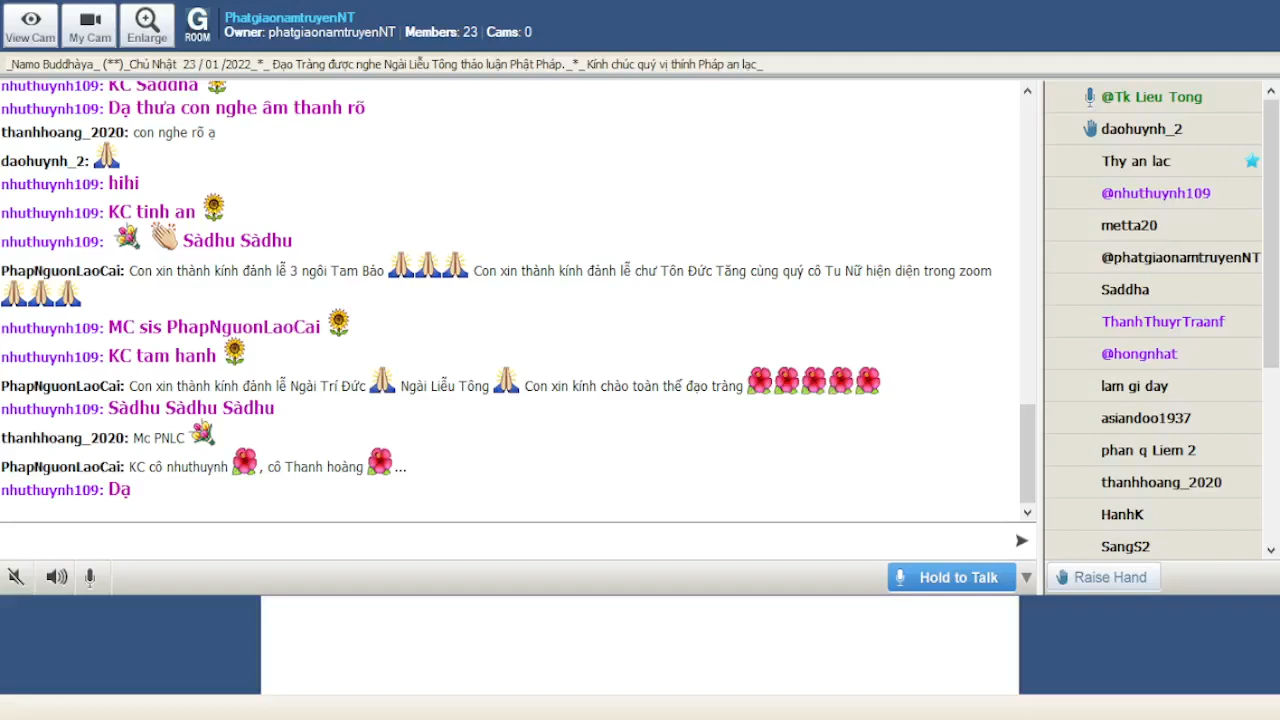 View Cam
My Cam
Enlarge
G
ROOM
PhatgiaonamtruyenNT
Owner: phatgiaonamtruyenNT | Members: 23 | Cams: 0
_Namo Buddhàya_ (**)_Chủ Nhật 23 / 01 /2022_*_ Đạo Tràng được nghe Ngài Liễu Tông thảo luận Phật Pháp._*_Kính chúc quý vị thính Pháp an lạc_
nhuthuynh109: KC Saddha
nhuthuynh109: Dạ thưa con nghe âm thanh rõ
thanhhoang_2020: con nghe rõ ạ
daohuynh_2:
nhuthuynh109: hihi
nhuthuynh109: KC tinh an
nhuthuynh109: Sàdhu Sàdhu
PhapNguonLaoCai: Con xin thành kính đảnh lễ 3 ngôi Tam Bảo Con xin thành kính đãnh lễ chư Tôn Đức Tăng cùng quý cô Tu Nữ hiện diện trong zoom
nhuthuynh109: MC sis PhapNguonLaoCai
nhuthuynh109: KC tam hanh
PhapNguonLaoCai: Con xin thành kính đảnh lễ Ngài Trí Đức Ngài Liễu Tông Con xin kính chào toàn thể đạo tràng
nhuthuynh109: Sàdhu Sàdhu Sàdhu
thanhhoang_2020: Mc PNLC
PhapNguonLaoCai: KC cô nhuthuynh , cô Thanh hoàng ...
nhuthuynh109: Dạ
Hold to Talk
@Tk Lieu Tong
daohuynh_2
Thy an lac
@nhuthuynh109
metta20
@phatgiaonamtruyenNT
Saddha
ThanhThuyrTraanf
@hongnhat
lam gi day
asiandoo1937
phan q Liem 2
thanhhoang_2020
HanhK
SangS2
Raise Hand